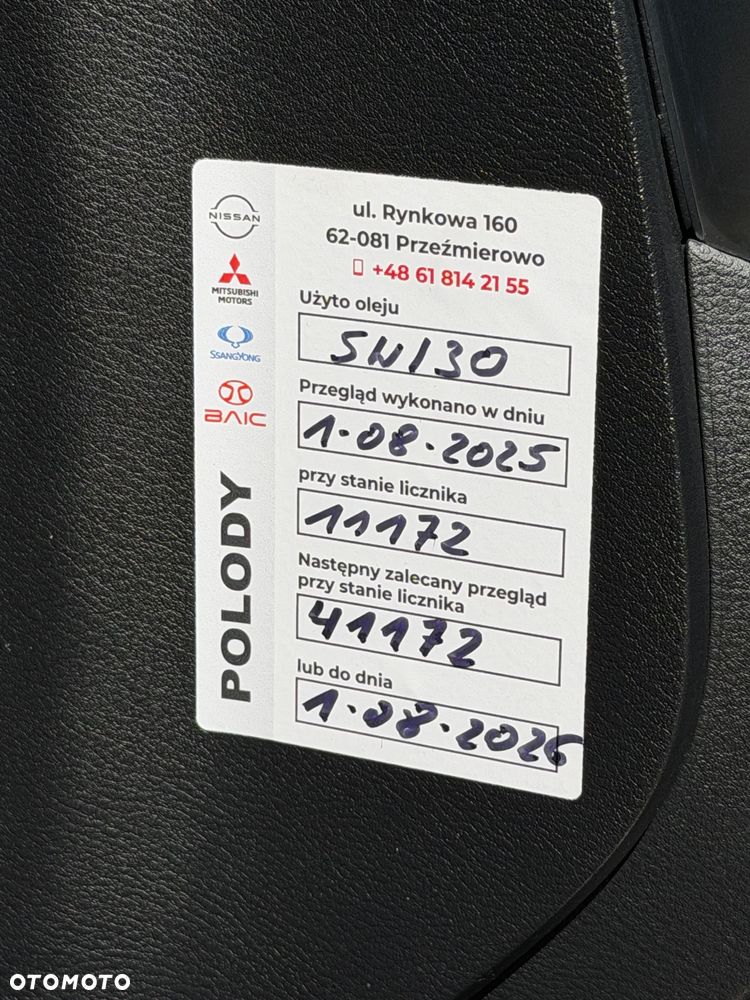 NISSAN
MITSUBISHI
MOTORS
SSANGYONG
BAIC
POLODY
ul. Rynkowa 160
62-081 Przeźmierowo
+48 61 814 21 55
Użyto oleju
5W/30
Przegląd wykonano w dniu
1.08.2025
przy stanie licznika
11172
Następny zalecany przegląd
przy stanie licznika
41172
lub do dnia
1.08.2026
OTOMOTO